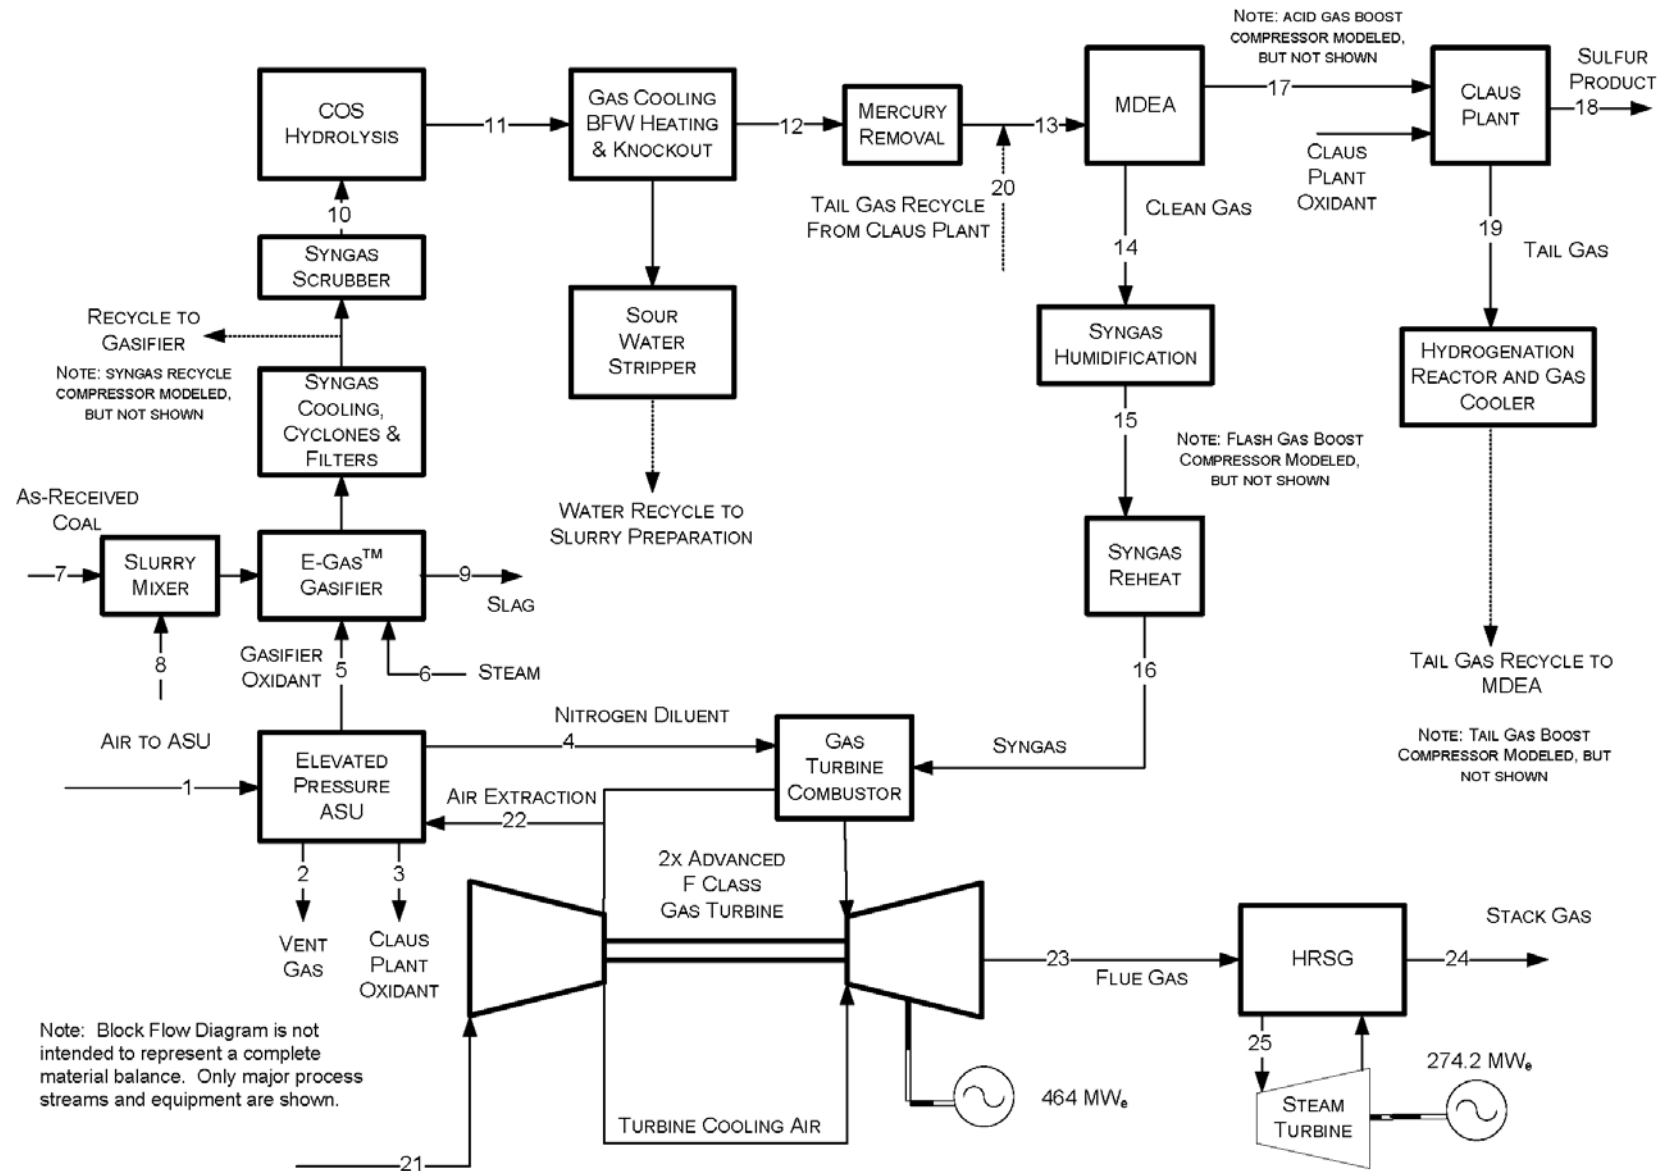 NOTE: ACID GAS BOOST
COMPRESSOR MODELED,
BUT NOT SHOWN
COS
HYDROLYSIS
11
GAS COOLING
BFW HEATING
& KNOCKOUT
12
MERCURY
REMOVAL
13
MDEA
17
CLAUS
PLANT
SULFUR
PRODUCT
18
CLAUS
PLANT
OXIDANT
10
20
TAIL GAS RECYCLE
FROM CLAUS PLANT
CLEAN GAS
14
19
TAIL GAS
SYNGAS
SCRUBBER
RECYCLE TO
GASIFIER
NOTE: SYNGAS RECYCLE
COMPRESSOR MODELED,
BUT NOT SHOWN
SOUR
WATER
STRIPPER
SYNGAS
HUMIDIFICATION
HYDROGENATION
REACTOR AND GAS
COOLER
SYNGAS
COOLING,
CYCLONES &
FILTERS
15
NOTE: FLASH GAS BOOST
COMPRESSOR MODELED,
BUT NOT SHOWN
AS-RECEIVED
COAL
7
SLURRY
MIXER
E-GAS™
GASIFIER
9
SLAG
WATER RECYCLE TO
SLURRY PREPARATION
SYNGAS
REHEAT
8
GASIFIER
OXIDANT
5
6
STEAM
16
TAIL GAS RECYCLE TO
MDEA
NOTE: TAIL GAS BOOST
COMPRESSOR MODELED, BUT
NOT SHOWN
AIR TO ASU
1
ELEVATED
PRESSURE
ASU
NITROGEN DILUENT
4
GAS
TURBINE
COMBUSTOR
SYNGAS
AIR EXTRACTION
22
2
3
VENT
GAS
CLAUS
PLANT
OXIDANT
2X ADVANCED
F CLASS
GAS TURBINE
23
FLUE GAS
HRSG
STACK GAS
24
25
Note: Block Flow Diagram is not
intended to represent a complete
material balance. Only major process
streams and equipment are shown.
464 MWe
274.2 MWe
STEAM
TURBINE
TURBINE COOLING AIR
21